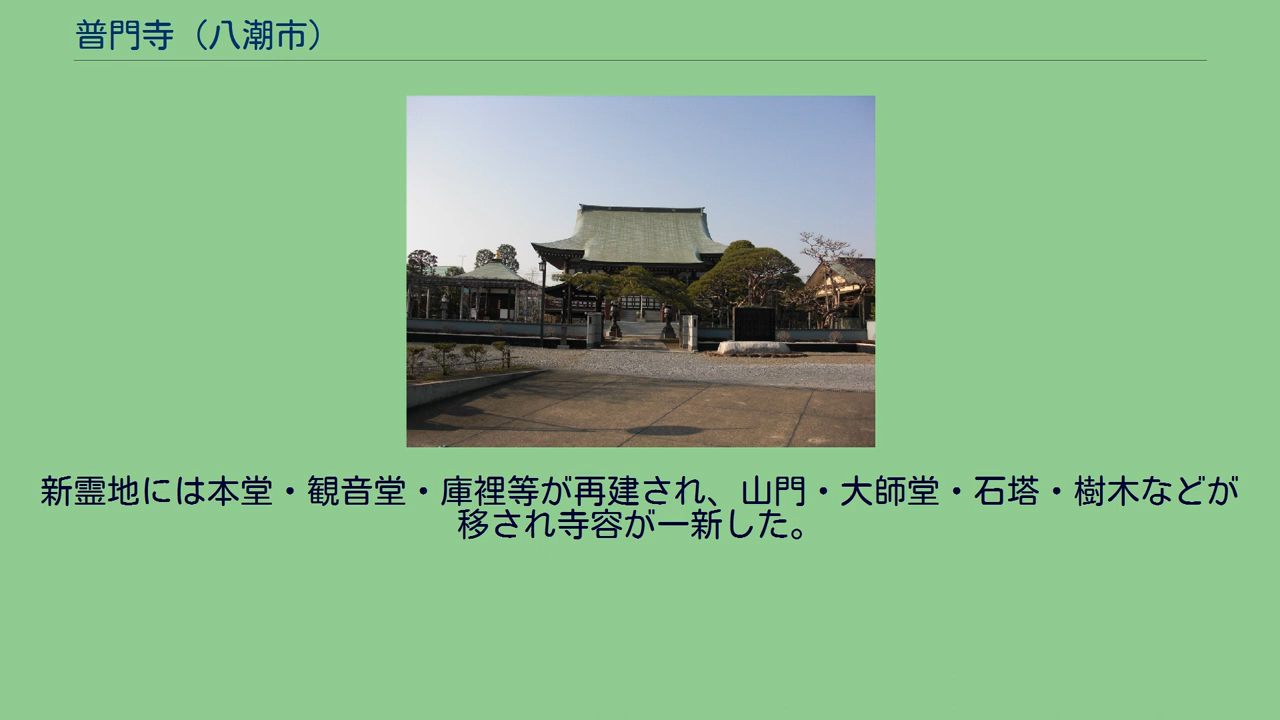 普門寺（八潮市）
新霊地には本堂・観音堂・庫裡等が再建され、山門・大師堂・石塔・樹木などが
移され寺容が一新した。